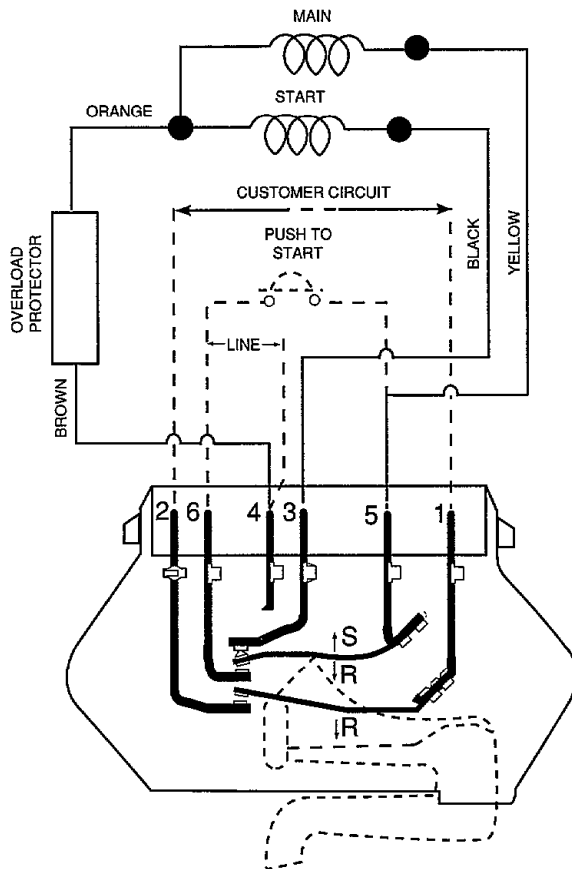 MAIN
START
ORANGE
CUSTOMER CIRCUIT
PUSH TO
START
BLACK
YELLOW
OVERLOAD
PROTECTOR
LINE
BROWN
2 6 4 3 5 1
S
R
R